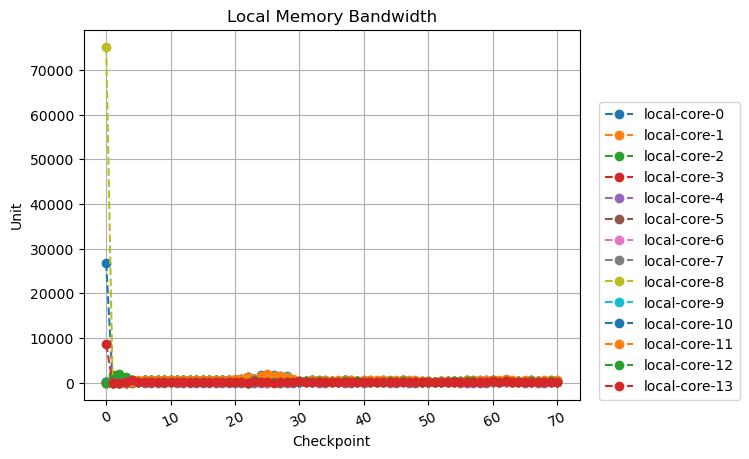 Local Memory Bandwidth
Unit
70000
60000
50000
40000
30000
20000
10000
0
0
10
20
30
40
50
60
70
Checkpoint
local-core-0
local-core-1
local-core-2
local-core-3
local-core-4
local-core-5
local-core-6
local-core-7
local-core-8
local-core-9
local-core-10
local-core-11
local-core-12
local-core-13